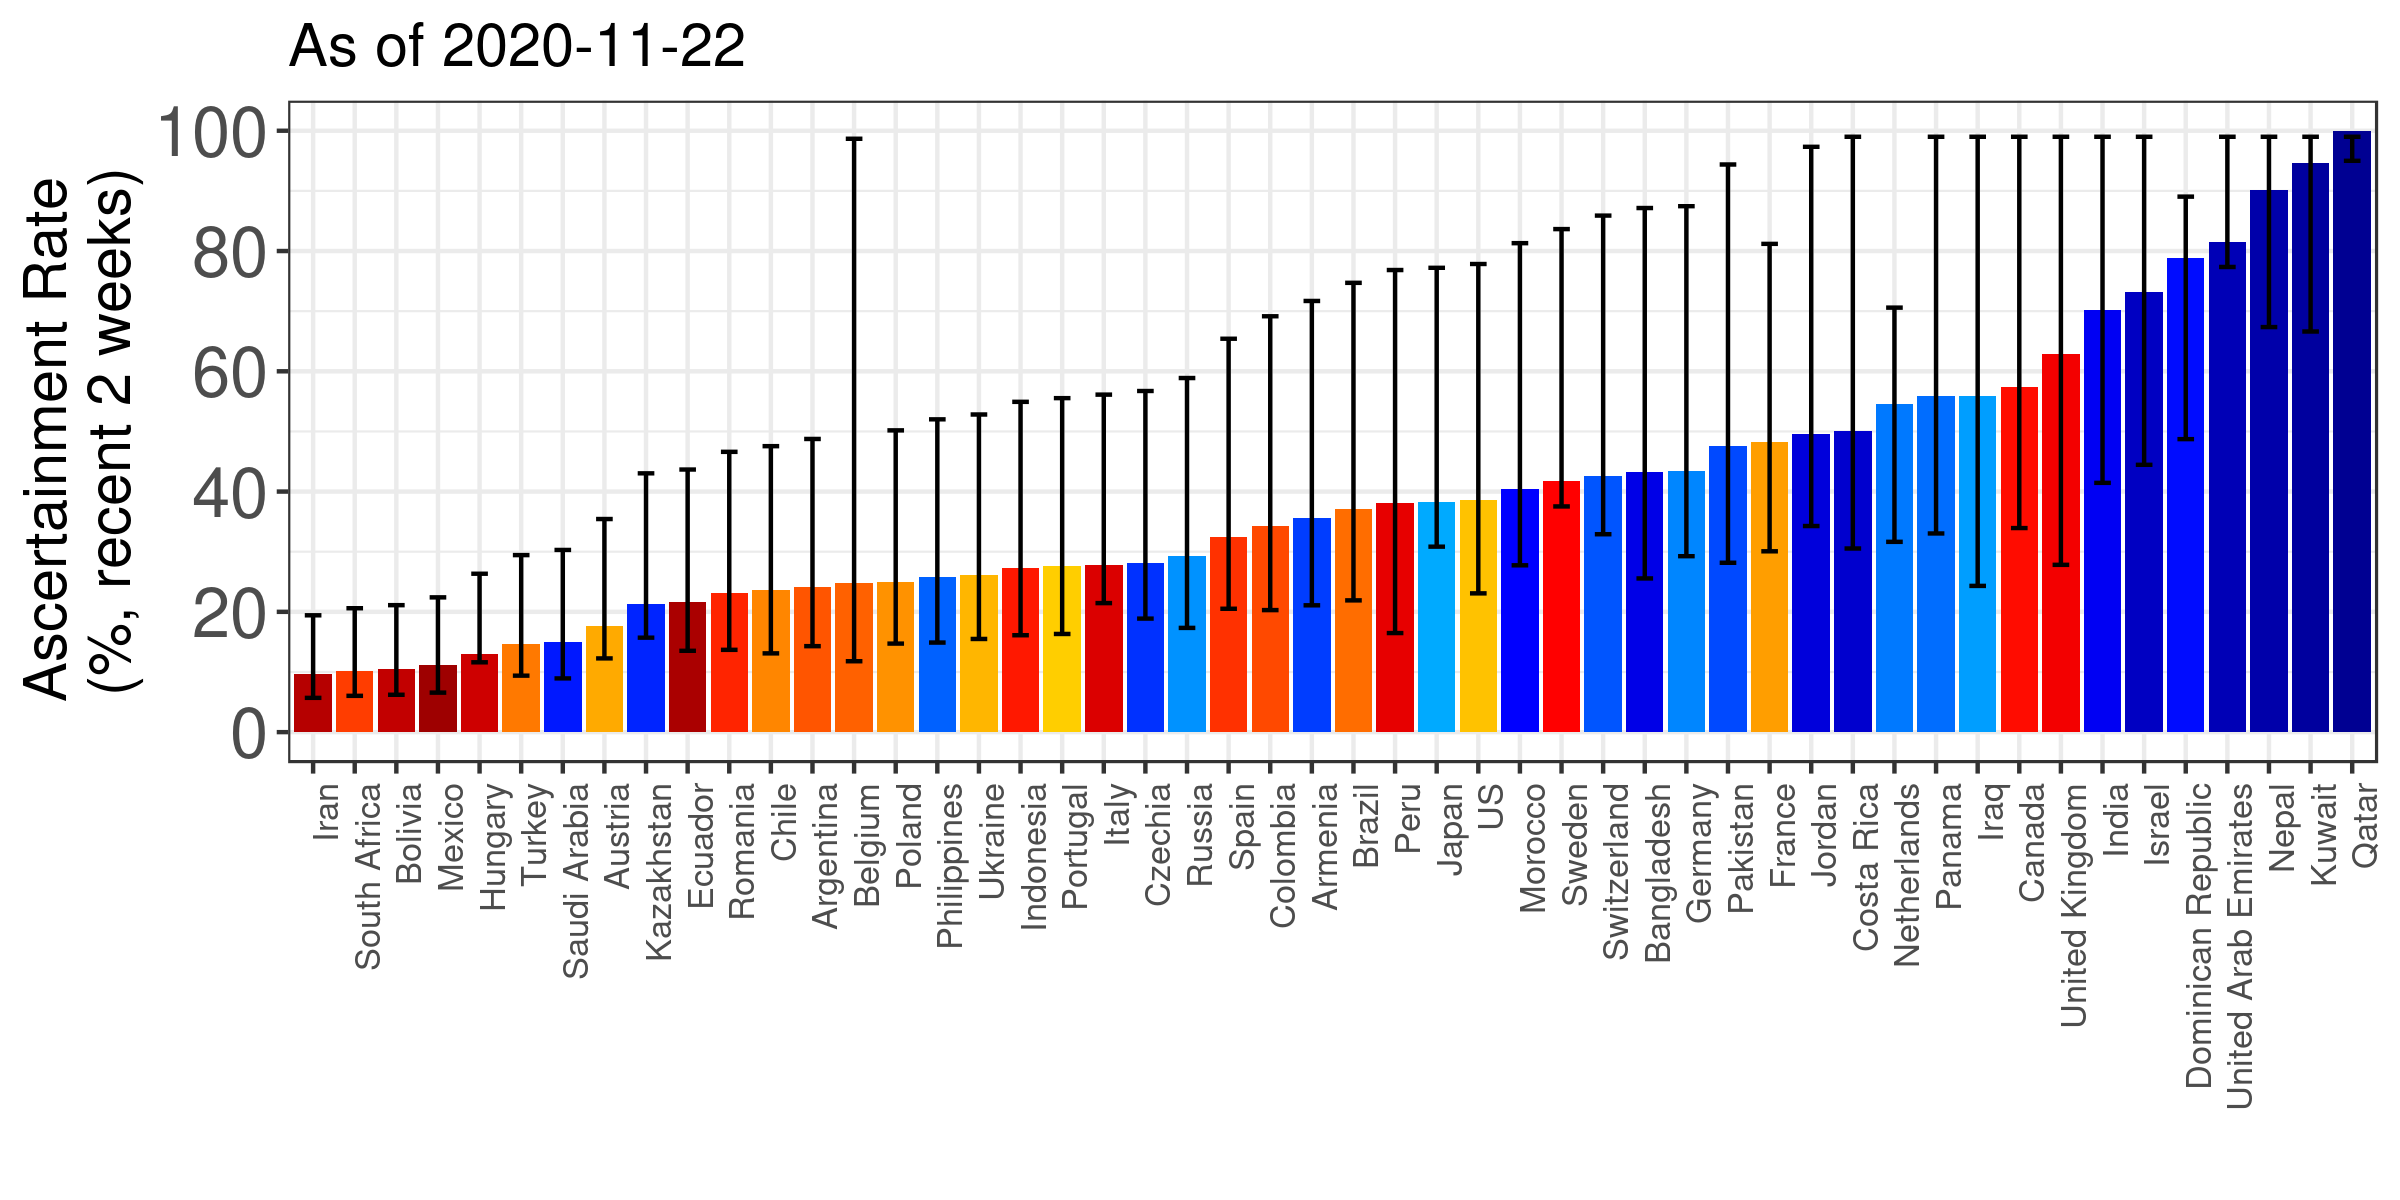 As of 2020-11-22
Ascertainment Rate
(%, recent 2 weeks)
100
80
60
40
20
0
Iran
South Africa
Bolivia
Mexico
Hungary
Turkey
Saudi Arabia
Austria
Kazakhstan
Ecuador
Romania
Chile
Argentina
Belgium
Poland
Philippines
Ukraine
Indonesia
Portugal
Italy
Czechia
Russia
Spain
Colombia
Armenia
Brazil
Peru
Japan
US
Morocco
Sweden
Switzerland
Bangladesh
Germany
Pakistan
France
Jordan
Costa Rica
Netherlands
Panama
Iraq
Canada
United Kingdom
India
Israel
Dominican Republic
United Arab Emirates
Nepal
Kuwait
Qatar